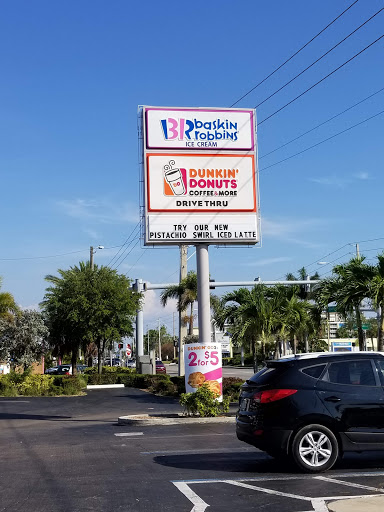 BR baskin
robbins
ICE CREAM
DUNKIN'
DONUTS
COFFEE & MORE
DRIVE THRU
TRY OUR NEW
PISTACHIO SWIRL ICED LATTE
2 for $5